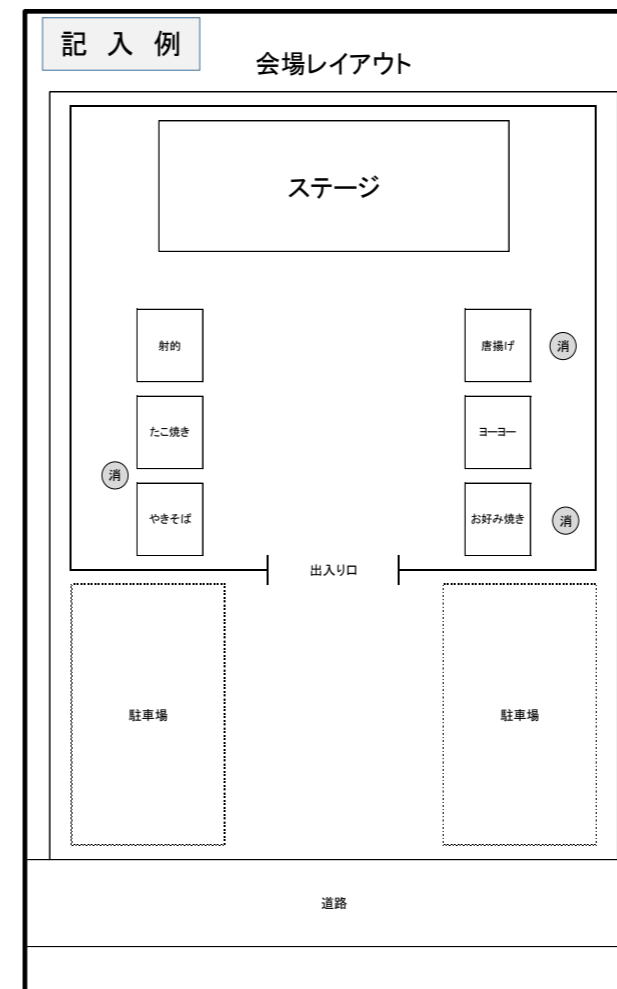 記入例
会場レイアウト
ステージ
射的
唐揚げ
消
たこ焼き
ヨーヨー
消
やきそば
お好み焼き
消
出入り口
駐車場
駐車場
道路